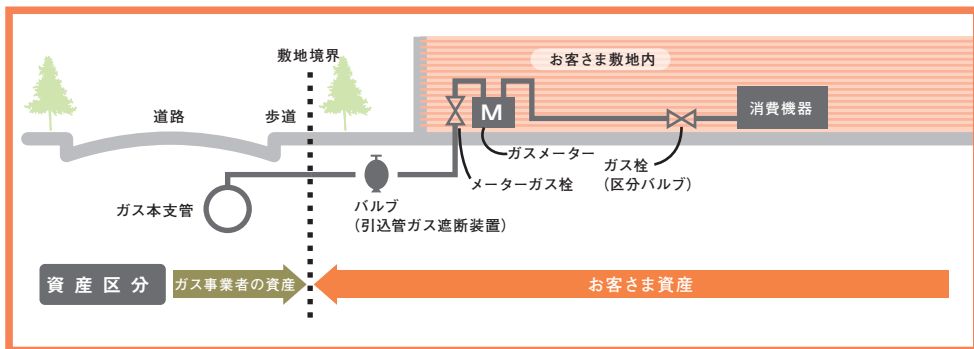 敷地境界
お客さま敷地内
道路
歩道
M
消費機器
ガスメーター
メーターガス栓
ガス栓
(区分バルブ)
ガス本支管
バルブ
(引込管ガス遮断装置)
資産区分
ガス事業者の資産
お客さま資産